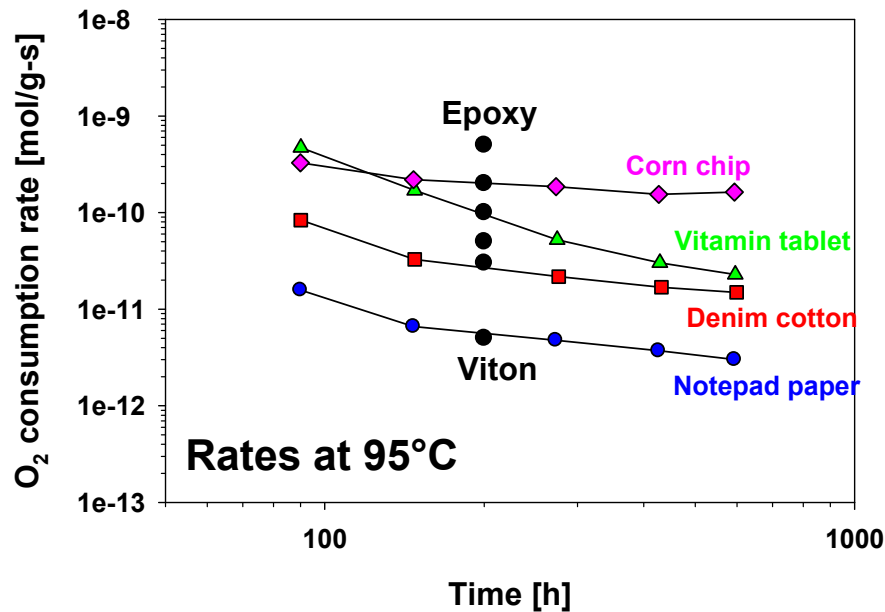 1e-8
1e-9
1e-10
1e-11
1e-12
1e-13
O2 consumption rate [mol/g-s]
Epoxy
Corn chip
Vitamin tablet
Denim cotton
Viton
Notepad paper
Rates at 95°C
100
1000
Time [h]